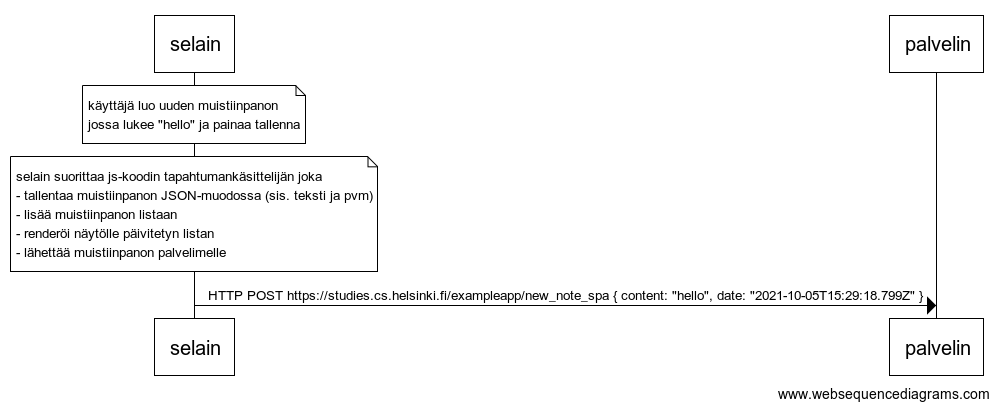 selain
palvelin
käyttäjä luo uuden muistiinpanon
jossa lukee "hello" ja painaa tallenna
selain suorittaa js-koodin tapahtumankäsittelijän joka
- tallentaa muistiinpanon JSON-muodossa (sis. teksti ja pvm)
- lisää muistiinpanon listaan
- renderöi näytölle päivitetyn listan
- lähettää muistiinpanon palvelimelle
HTTP POST https://studies.cs.helsinki.fi/exampleapp/new_note_spa { content: "hello", date: "2021-10-05T15:29:18.799Z" }
selain
palvelin
www.websequencediagrams.com